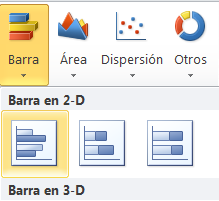 Barra Área Dispersión Otros
Barra en 2-D
Barra en 3-D